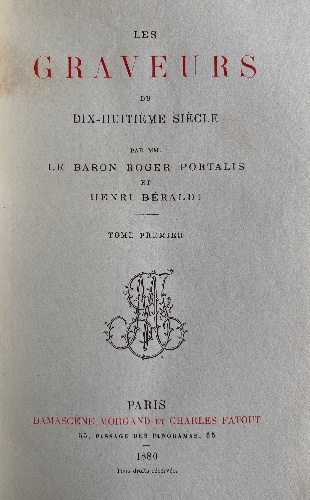 LES
GRAVEURS
DU
DIX-HUITIÈME SIÈCLE
PAR MM.
LE BARON ROGER PORTALIS
ET
HENRI BÉRALDI
TOME PREMIER
PARIS
DAMASCÈNE MORGAND ET CHARLES FATOUT
55, PASSAGE DES PANORAMAS, 55
1880
Tous droits réservés.